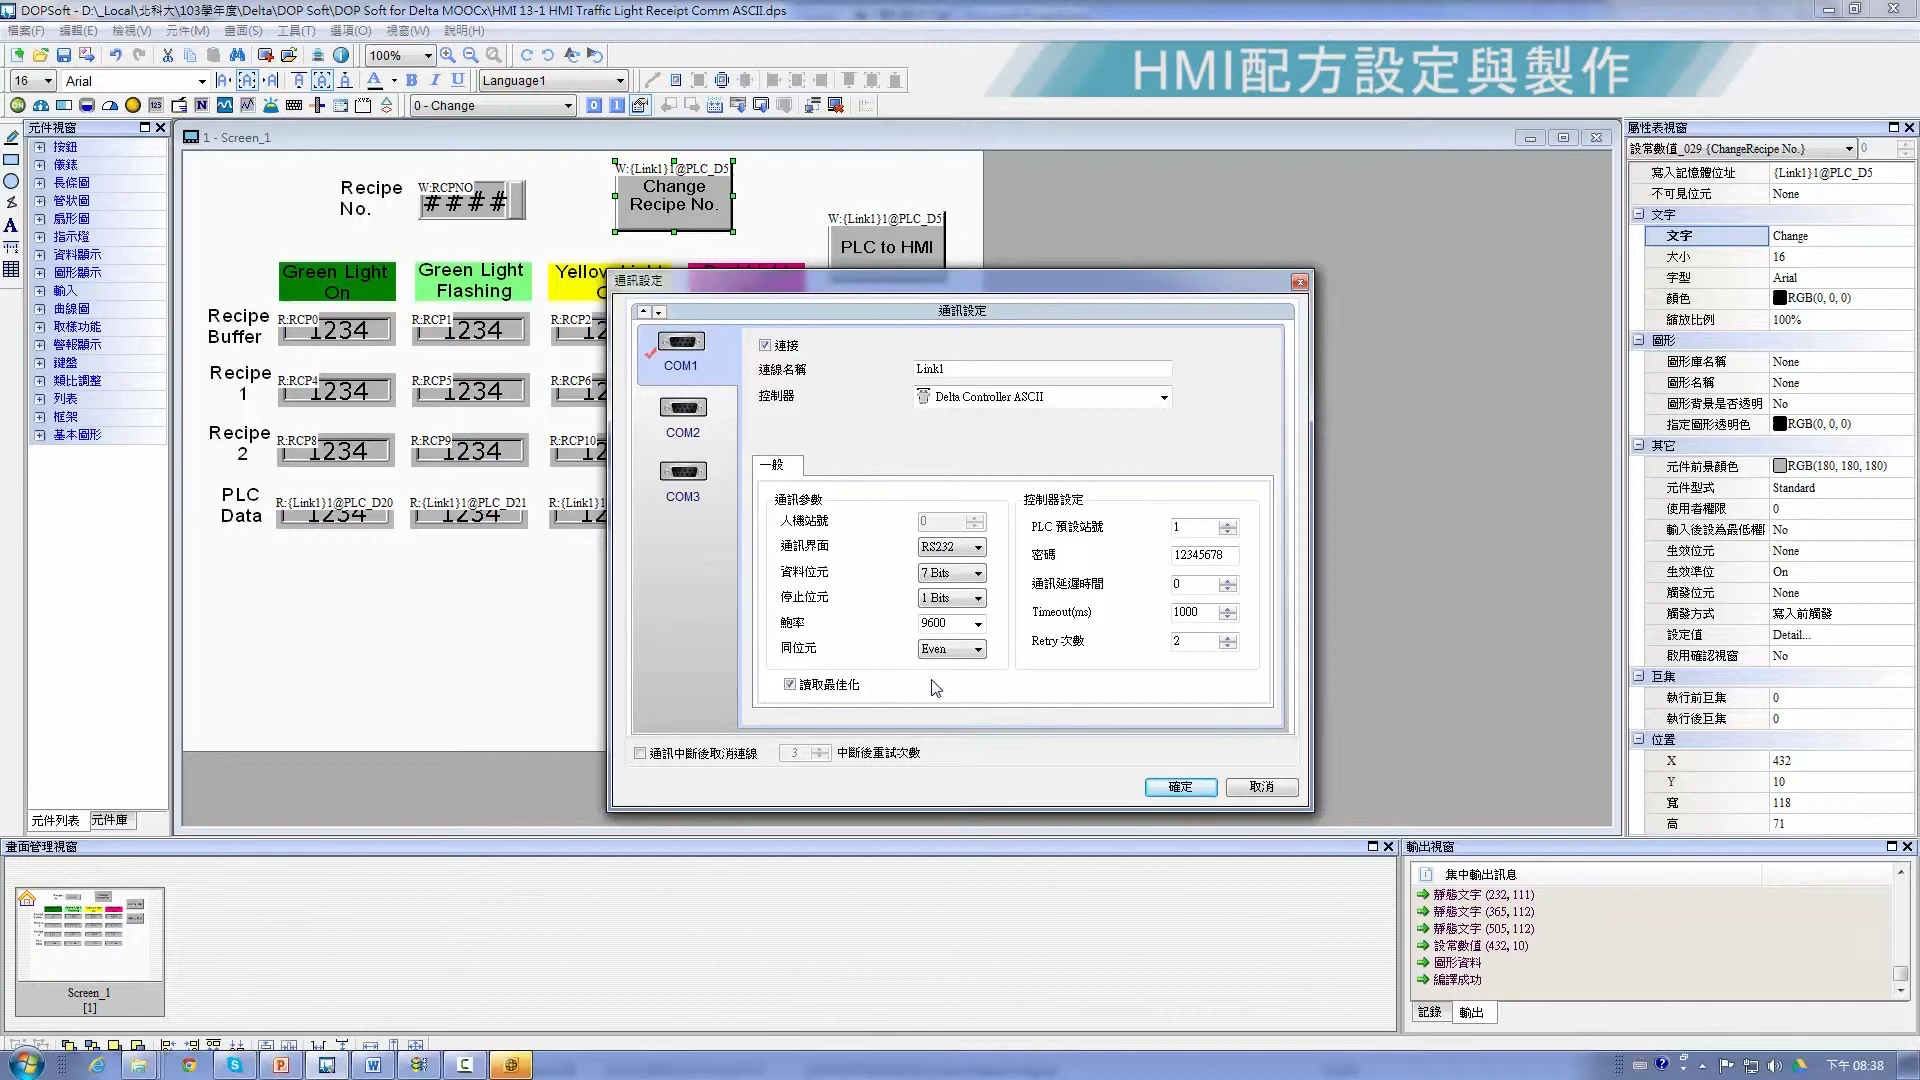 DOPSoft - D:\_Local\北科大\103學年度\Delta\DOP Soft\DOP Soft for Delta MOOCx\HMI 13-1 HMI Traffic Light Receipt Comm ASCII.dps
檔案(F) 編輯(E) 檢視(V) 元件(M) 畫面(S) 工具(T) 選項(O) 視窗(W) 說明(H)
100%
HMI配方設定與製作
16 Arial Language1
0 - Change
元件視窗
按鈕
儀錶
長條圖
管狀圖
扇形圖
指示燈
資料顯示
圖形顯示
輸入
曲線圖
取樣功能
警報顯示
鍵盤
類比調整
列表
框架
基本圖形
元件列表 元件庫
1 - Screen_1
Recipe No.
W:RCPNO
####
W:{Link1}1@PLC_D5
Change Recipe No.
W:{Link1}1@PLC_D5
PLC to HMI
Green Light On
Green Light Flashing
Recipe Buffer
R:RCP0 1234
R:RCP1 1234
R:RCP2
Recipe 1
R:RCP4 1234
R:RCP5 1234
R:RCP6
Recipe 2
R:RCP8 1234
R:RCP9 1234
R:RCP10
PLC Data
R:{Link1}1@PLC_D20 1234
R:{Link1}1@PLC_D21 1234
通訊設定
通訊設定
COM1
COM2
COM3
連接
連線名稱 Link1
控制器 Delta Controller ASCII
一般
通訊參數
人機站號 0
通訊界面 RS232
資料位元 7 Bits
停止位元 1 Bits
鮑率 9600
同位元 Even
讀取最佳化
控制器設定
PLC 預設站號 1
密碼 12345678
通訊延遲時間 0
Timeout(ms) 1000
Retry 次數 2
通訊中斷後取消連線 3 中斷後重試次數
確定 取消
屬性表視窗
設常數值_029 {ChangeRecipe No.} 0
寫入記憶體位址 {Link1}1@PLC_D5
不可見位元 None
文字
文字 Change
大小 16
字型 Arial
顏色 RGB(0, 0, 0)
縮放比例 100%
圖形
圖形庫名稱 None
圖形名稱 None
圖形背景是否透明 No
指定圖形透明色 RGB(0, 0, 0)
其它
元件前景顏色 RGB(180, 180, 180)
元件型式 Standard
使用者權限 0
輸入後設為最低權限 No
生效位元 None
生效準位 On
觸發位元 None
觸發方式 寫入前觸發
設定值 Detail...
啟用確認視窗 No
巨集
執行前巨集 0
執行後巨集 0
位置
X 432
Y 10
寬 118
高 71
畫面管理視窗
Screen_1
[1]
輸出視窗
集中輸出訊息
靜態文字 (232, 111)
靜態文字 (365, 112)
靜態文字 (505, 112)
設常數值 (432, 10)
圖形資料
編譯成功
記錄 輸出
下午 08:38